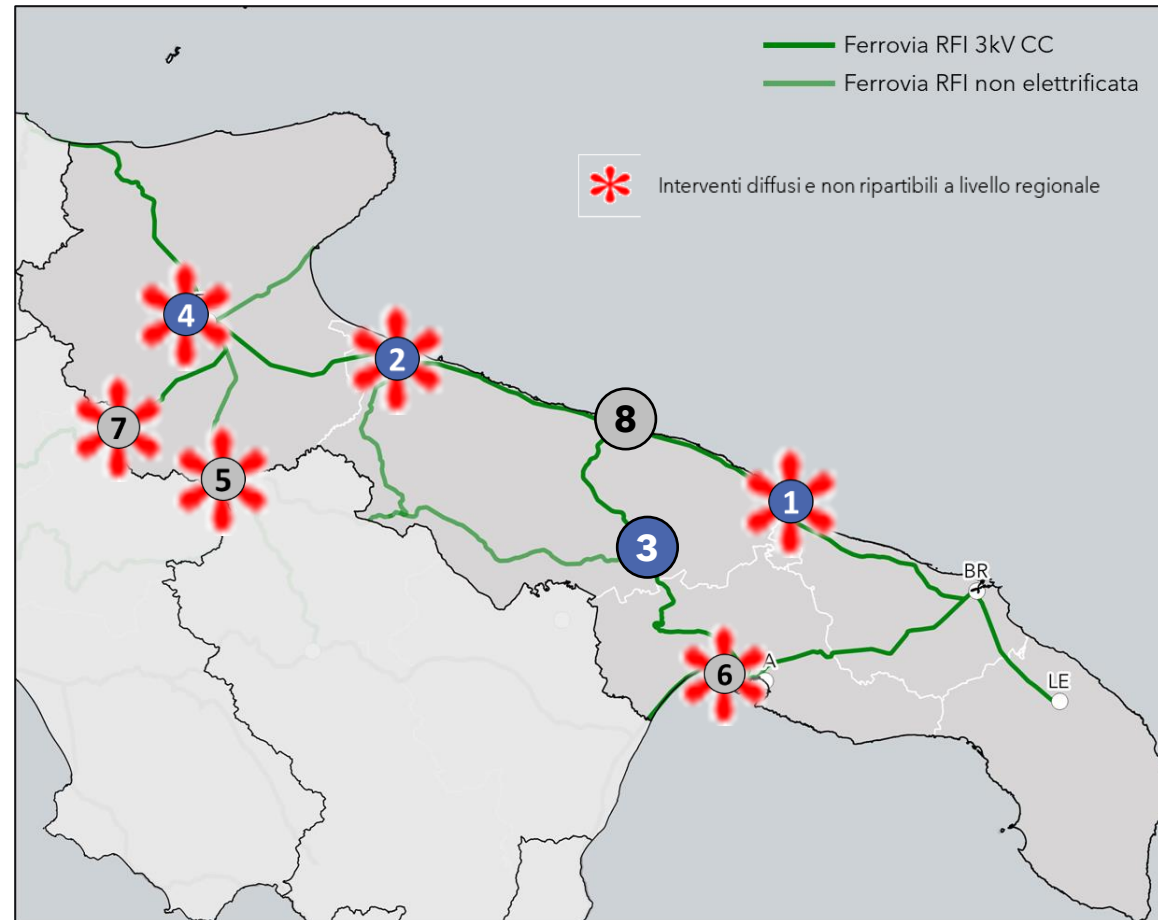 Ferrovia RFI 3kV CC
Ferrovia RFI non elettrificata
Interventi diffusi e non ripartibili a livello regionale
4
2
8
7
5
1
3
BR
6
A
LE